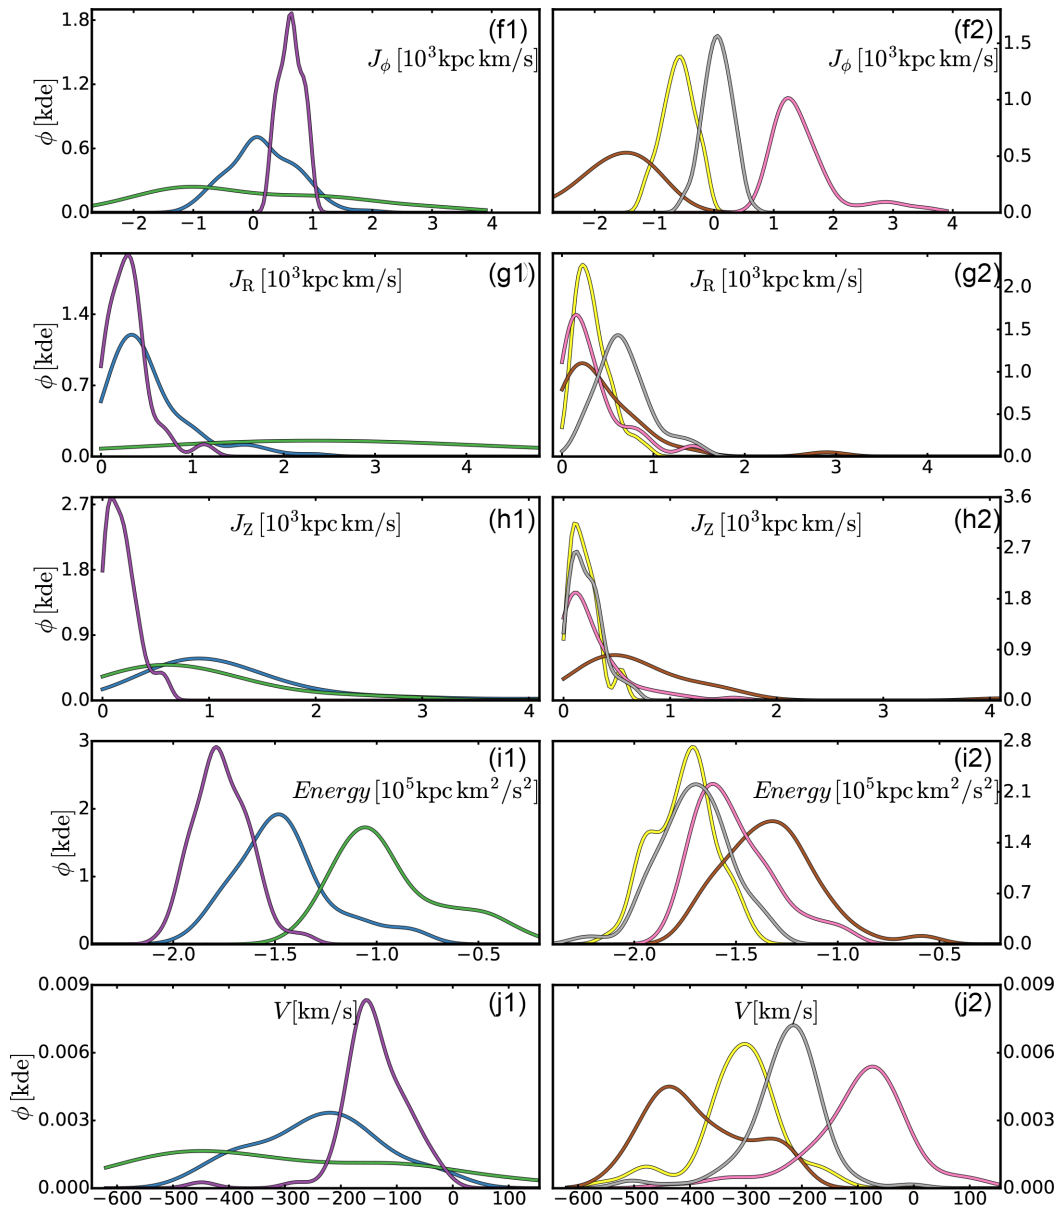 1.8
1.2
0.6
0.0
ϕ [kde]
(f1)
J_ϕ [10³kpc km/s]
−2 −1 0 1 2 3 4
(f2)
J_ϕ [10³kpc km/s]
1.5
1.0
0.5
0.0
−2 −1 0 1 2 3 4
1.4
0.7
0.0
ϕ [kde]
(g1)
J_R [10³kpc km/s]
0 1 2 3 4
(g2)
J_R [10³kpc km/s]
2.0
1.5
1.0
0.5
0.0
0 1 2 3 4
2.7
1.8
0.9
0.0
ϕ [kde]
(h1)
J_Z [10³kpc km/s]
0 1 2 3 4
(h2)
J_Z [10³kpc km/s]
3.6
2.7
1.8
0.9
0.0
0 1 2 3 4
3
2
1
0
ϕ [kde]
(i1)
Energy [10⁵kpc km²/s²]
−2.0 −1.5 −1.0 −0.5
(i2)
Energy [10⁵kpc km²/s²]
2.8
2.1
1.4
0.7
0.0
−2.0 −1.5 −1.0 −0.5
0.009
0.006
0.003
0.000
ϕ [kde]
(j1)
V[km/s]
−600 −500 −400 −300 −200 −100 0 100
(j2)
V[km/s]
0.009
0.006
0.003
0.000
−600 −500 −400 −300 −200 −100 0 100